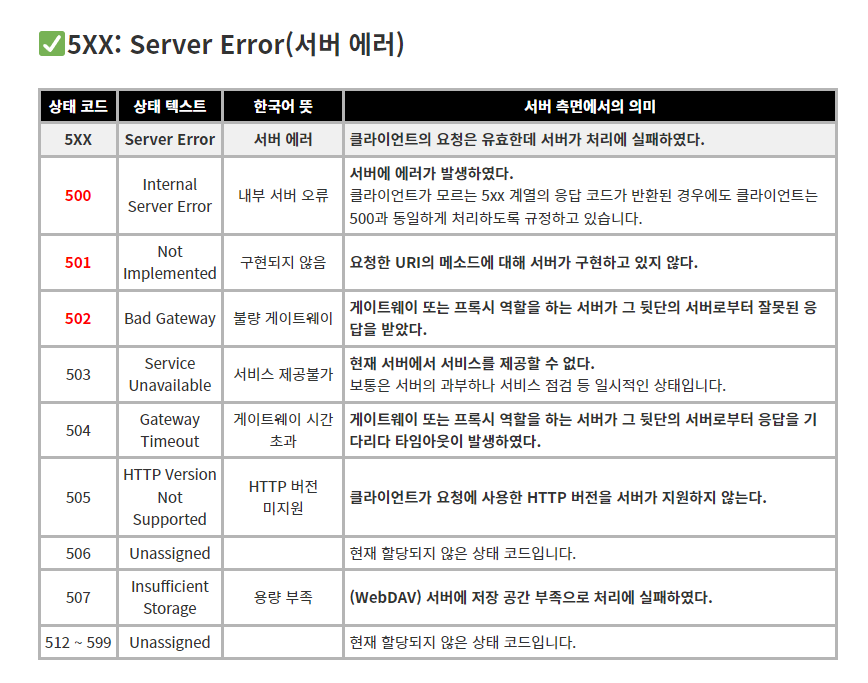 ✅5XX: Server Error(서버 에러)
상태 코드 상태 텍스트 한국어 뜻 서버 측면에서의 의미
5XX Server Error 서버 에러 클라이언트의 요청은 유효한데 서버가 처리에 실패하였다.
500
Internal
Server Error
내부 서버 오류
서버에 에러가 발생하였다.
클라이언트가 모르는 5xx 계열의 응답 코드가 반환된 경우에도 클라이언트는
500과 동일하게 처리하도록 규정하고 있습니다.
501
Not
Implemented
구현되지 않음
요청한 URI의 메소드에 대해 서버가 구현하고 있지 않다.
502
Bad Gateway
불량 게이트웨이
게이트웨이 또는 프록시 역할을 하는 서버가 그 뒷단의 서버로부터 잘못된 응
답을 받았다.
503
Service
Unavailable
서비스 제공불가
현재 서버에서 서비스를 제공할 수 없다.
보통은 서버의 과부하나 서비스 점검 등 일시적인 상태입니다.
504
Gateway
Timeout
게이트웨이 시간
초과
게이트웨이 또는 프록시 역할을 하는 서버가 그 뒷단의 서버로부터 응답을 기
다리다 타임아웃이 발생하였다.
505
HTTP Version
Not
Supported
HTTP 버전
미지원
클라이언트가 요청에 사용한 HTTP 버전을 서버가 지원하지 않는다.
506 Unassigned 현재 할당되지 않은 상태 코드입니다.
507
Insufficient
Storage
용량 부족
(WebDAV) 서버에 저장 공간 부족으로 처리에 실패하였다.
512 ~ 599 Unassigned 현재 할당되지 않은 상태 코드입니다.